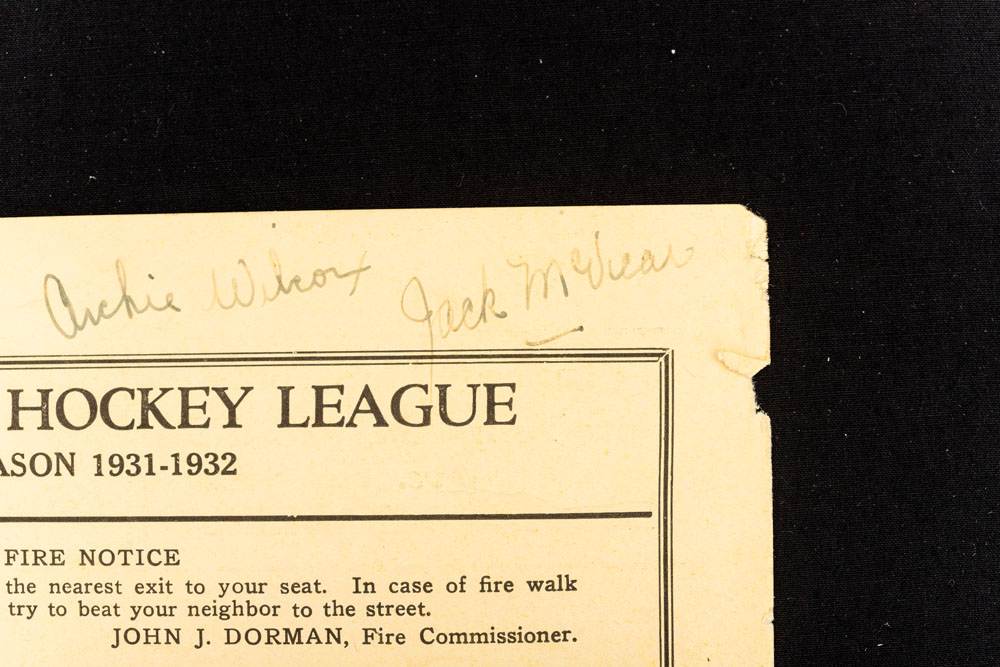 Archie Wilcox Jack McVicar
HOCKEY LEAGUE
ASON 1931-1932
FIRE NOTICE
the nearest exit to your seat. In case of fire walk
try to beat your neighbor to the street.
JOHN J. DORMAN, Fire Commissioner.